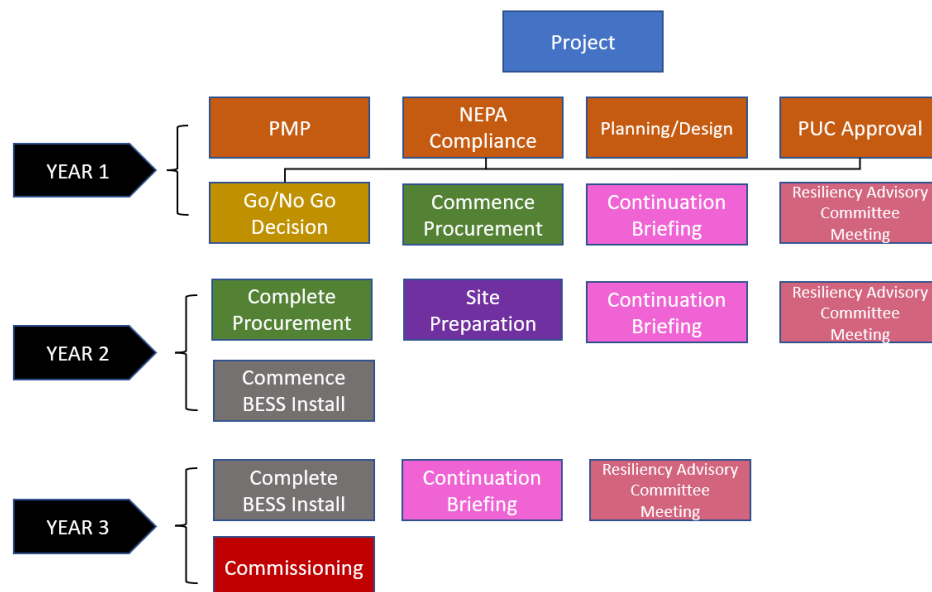 Project
PMP
NEPA
Compliance
Planning/Design
PUC Approval
YEAR 1
Go/No Go
Decision
Commence
Procurement
Continuation
Briefing
Resiliency Advisory
Committee
Meeting
YEAR 2
Complete
Procurement
Site
Preparation
Continuation
Briefing
Resiliency Advisory
Committee
Meeting
Commence
BESS Install
YEAR 3
Complete
BESS Install
Continuation
Briefing
Resiliency Advisory
Committee
Meeting
Commissioning